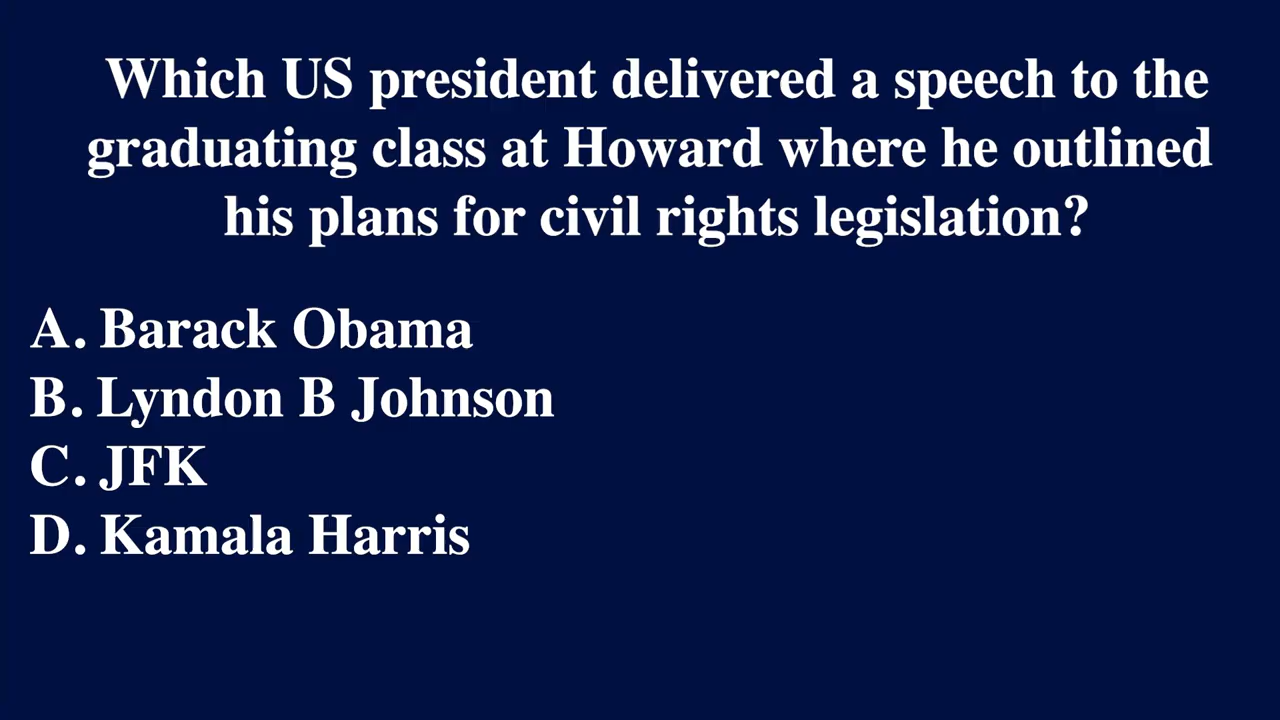 Which US president delivered a speech to the
graduating class at Howard where he outlined
his plans for civil rights legislation?
A. Barack Obama
B. Lyndon B Johnson
C. JFK
D. Kamala Harris